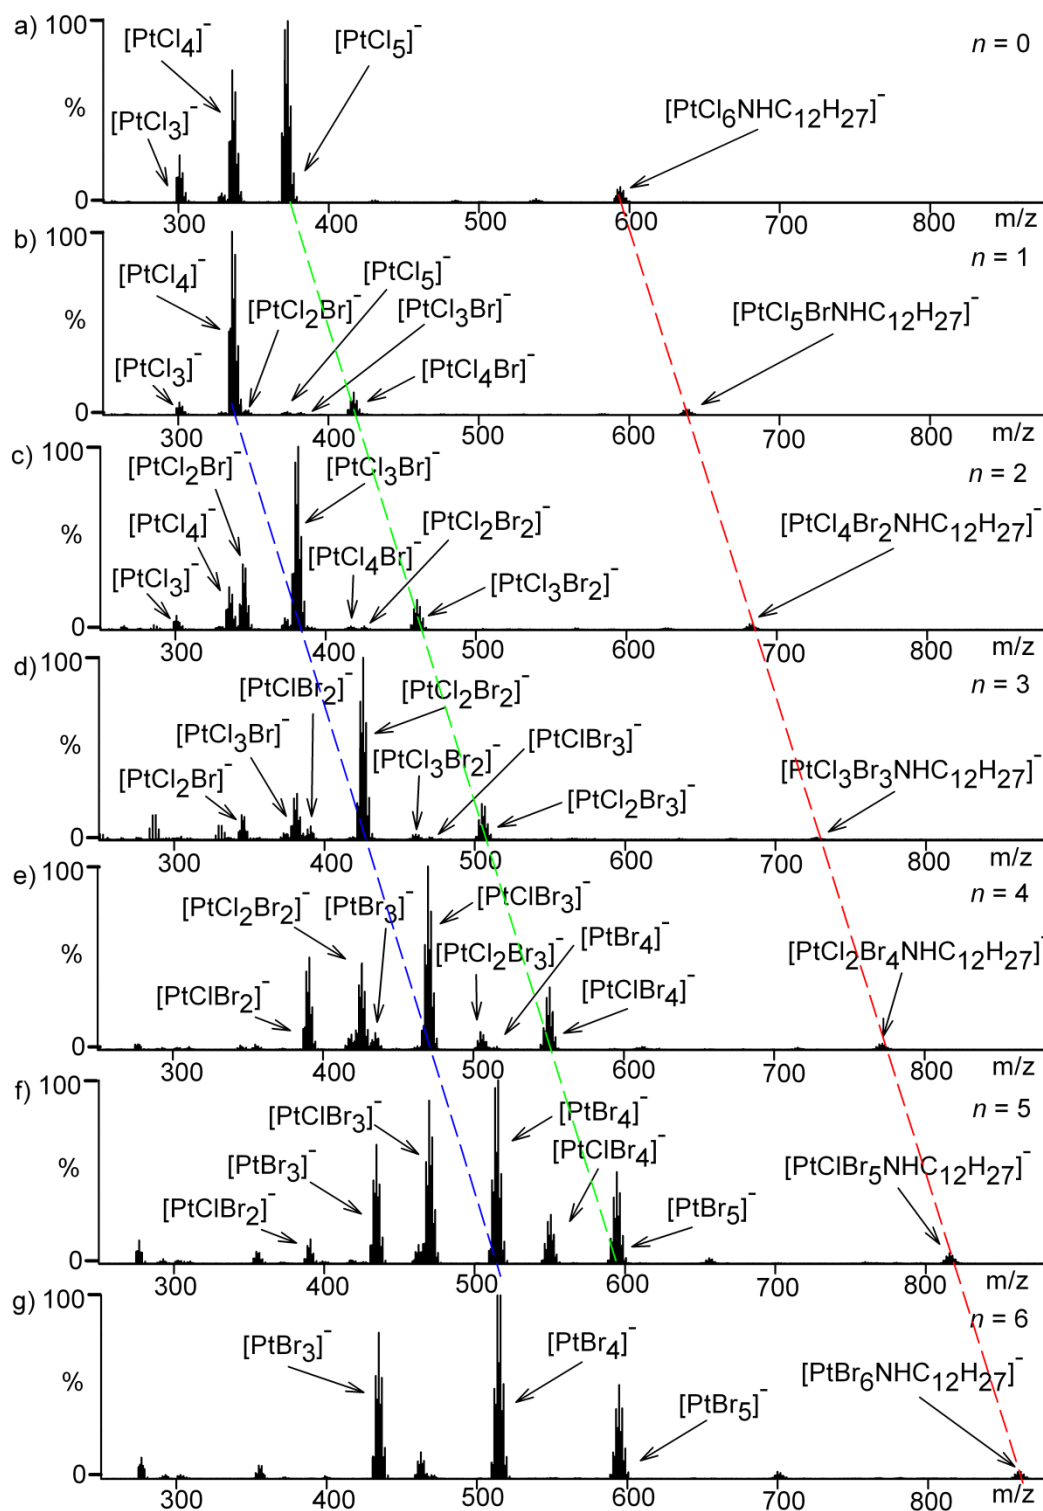 a) 100
[PtCl4]⁻
[PtCl5]⁻
n = 0
%
[PtCl3]⁻
[PtCl6NHC12H27]⁻
0
300 400 500 600 700 800 m/z
b) 100
n = 1
[PtCl4]⁻
[PtCl5]⁻
[PtCl2Br]⁻
[PtCl3Br]⁻
[PtCl5BrNHC12H27]⁻
%
[PtCl3]⁻
[PtCl4Br]⁻
0
300 400 500 600 700 800 m/z
c) 100
[PtCl2Br]⁻
[PtCl3Br]⁻
n = 2
[PtCl4]⁻
[PtCl2Br2]⁻
[PtCl4Br2NHC12H27]⁻
%
[PtCl4Br]⁻
[PtCl3]⁻
[PtCl3Br2]⁻
0
300 400 500 600 700 800 m/z
d) 100
[PtClBr2]⁻
[PtCl2Br2]⁻
n = 3
[PtCl3Br]⁻
[PtClBr3]⁻
%
[PtCl2Br]⁻
[PtCl3Br2]⁻
[PtCl3Br3NHC12H27]⁻
[PtCl2Br3]⁻
0
300 400 500 600 700 800 m/z
e) 100
[PtCl2Br2]⁻
[PtBr3]⁻
[PtClBr3]⁻
n = 4
%
[PtCl2Br3]⁻
[PtBr4]⁻
[PtCl2Br4NHC12H27]⁻
[PtClBr2]⁻
[PtClBr4]⁻
0
300 400 500 600 700 800 m/z
f) 100
[PtClBr3]⁻
[PtBr4]⁻
n = 5
%
[PtBr3]⁻
[PtClBr4]⁻
[PtClBr5NHC12H27]⁻
[PtClBr2]⁻
[PtBr5]⁻
0
300 400 500 600 700 800 m/z
g) 100
n = 6
[PtBr3]⁻
[PtBr4]⁻
[PtBr6NHC12H27]⁻
%
[PtBr5]⁻
0
300 400 500 600 700 800 m/z